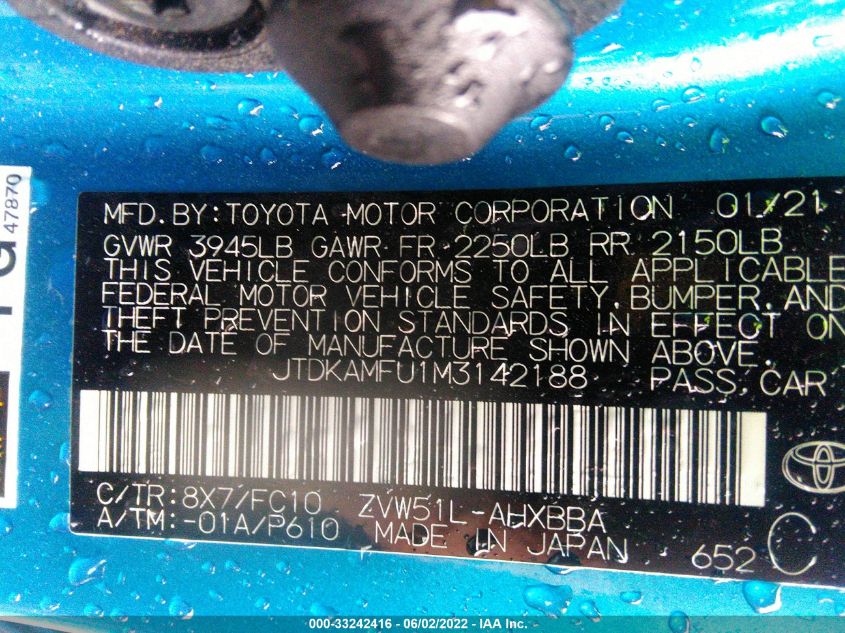 MFD.BY:TOYOTA MOTOR CORPORATION 01/21
GVWR 3945LB GAWR FR 2250LB RR 2150LB
THIS VEHICLE CONFORMS TO ALL APPLICABLE
FEDERAL MOTOR VEHICLE SAFETY, BUMPER, AND
THEFT PREVENTION STANDARDS IN EFFECT ON
THE DATE OF MANUFACTURE SHOWN ABOVE.
JTDKAMFU1M3142188 PASS.CAR
C/TR:8X7/FC10 ZVW51L-AHXBBA
A/TM:-01A/P610 MADE IN JAPAN 652 C
47870
000-33242416 - 06/02/2022 - IAA Inc.